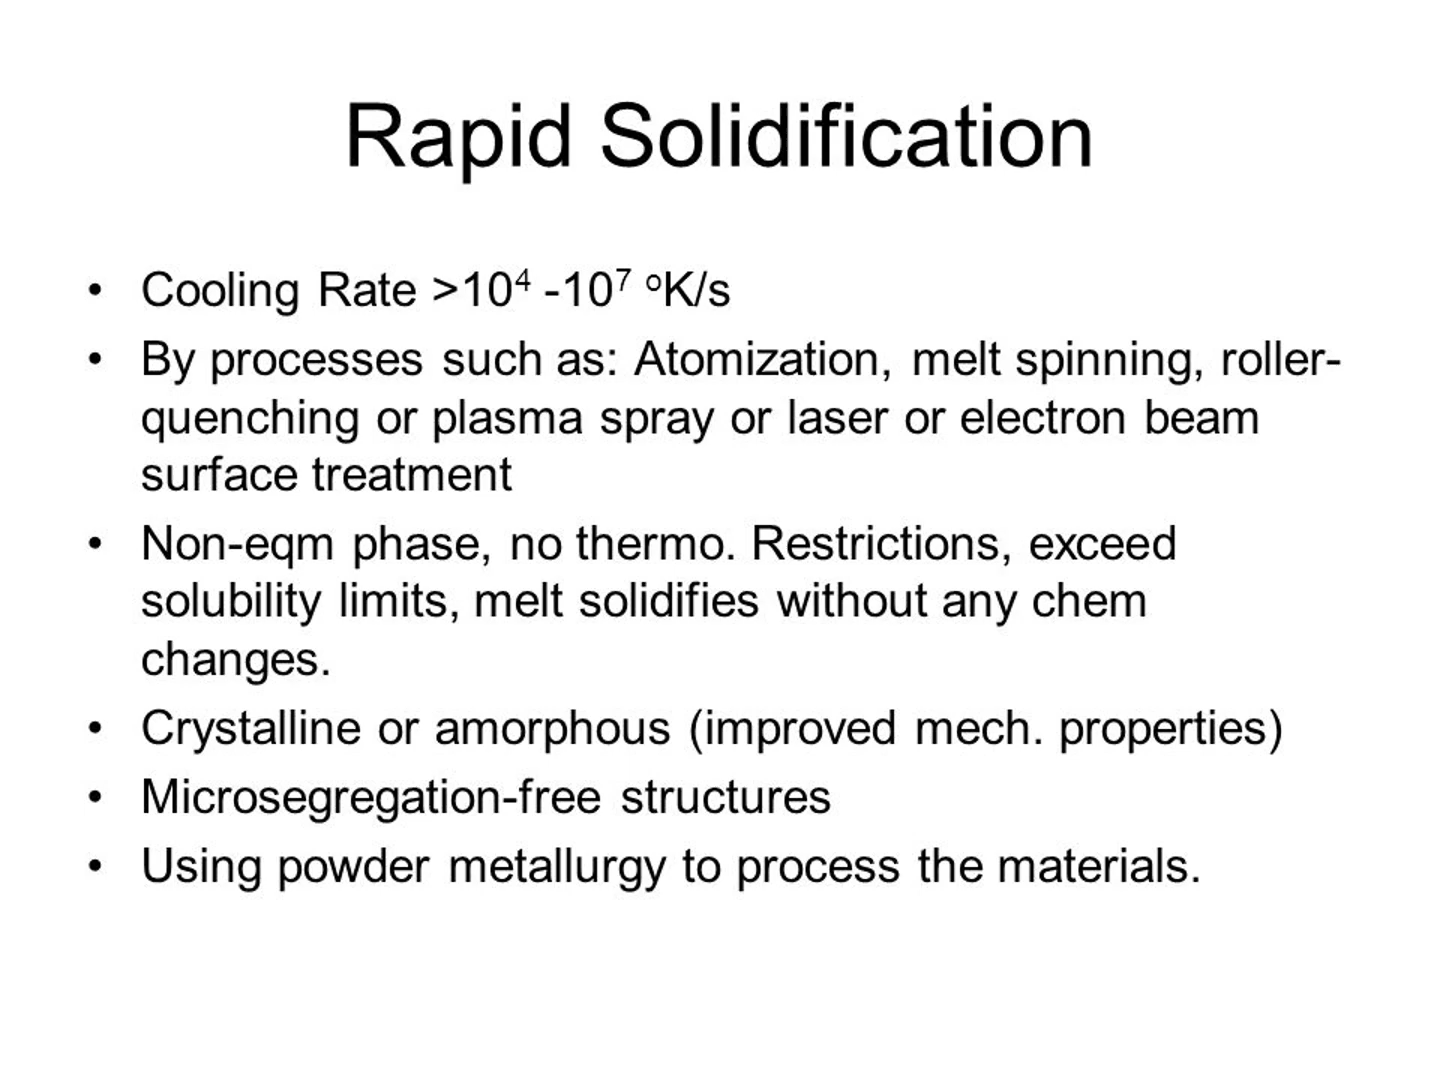 Rapid Solidification
• Cooling Rate >10⁴ -10⁷ ᵒK/s
• By processes such as: Atomization, melt spinning, roller-
quenching or plasma spray or laser or electron beam
surface treatment
• Non-eqm phase, no thermo. Restrictions, exceed
solubility limits, melt solidifies without any chem
changes.
• Crystalline or amorphous (improved mech. properties)
• Microsegregation-free structures
• Using powder metallurgy to process the materials.